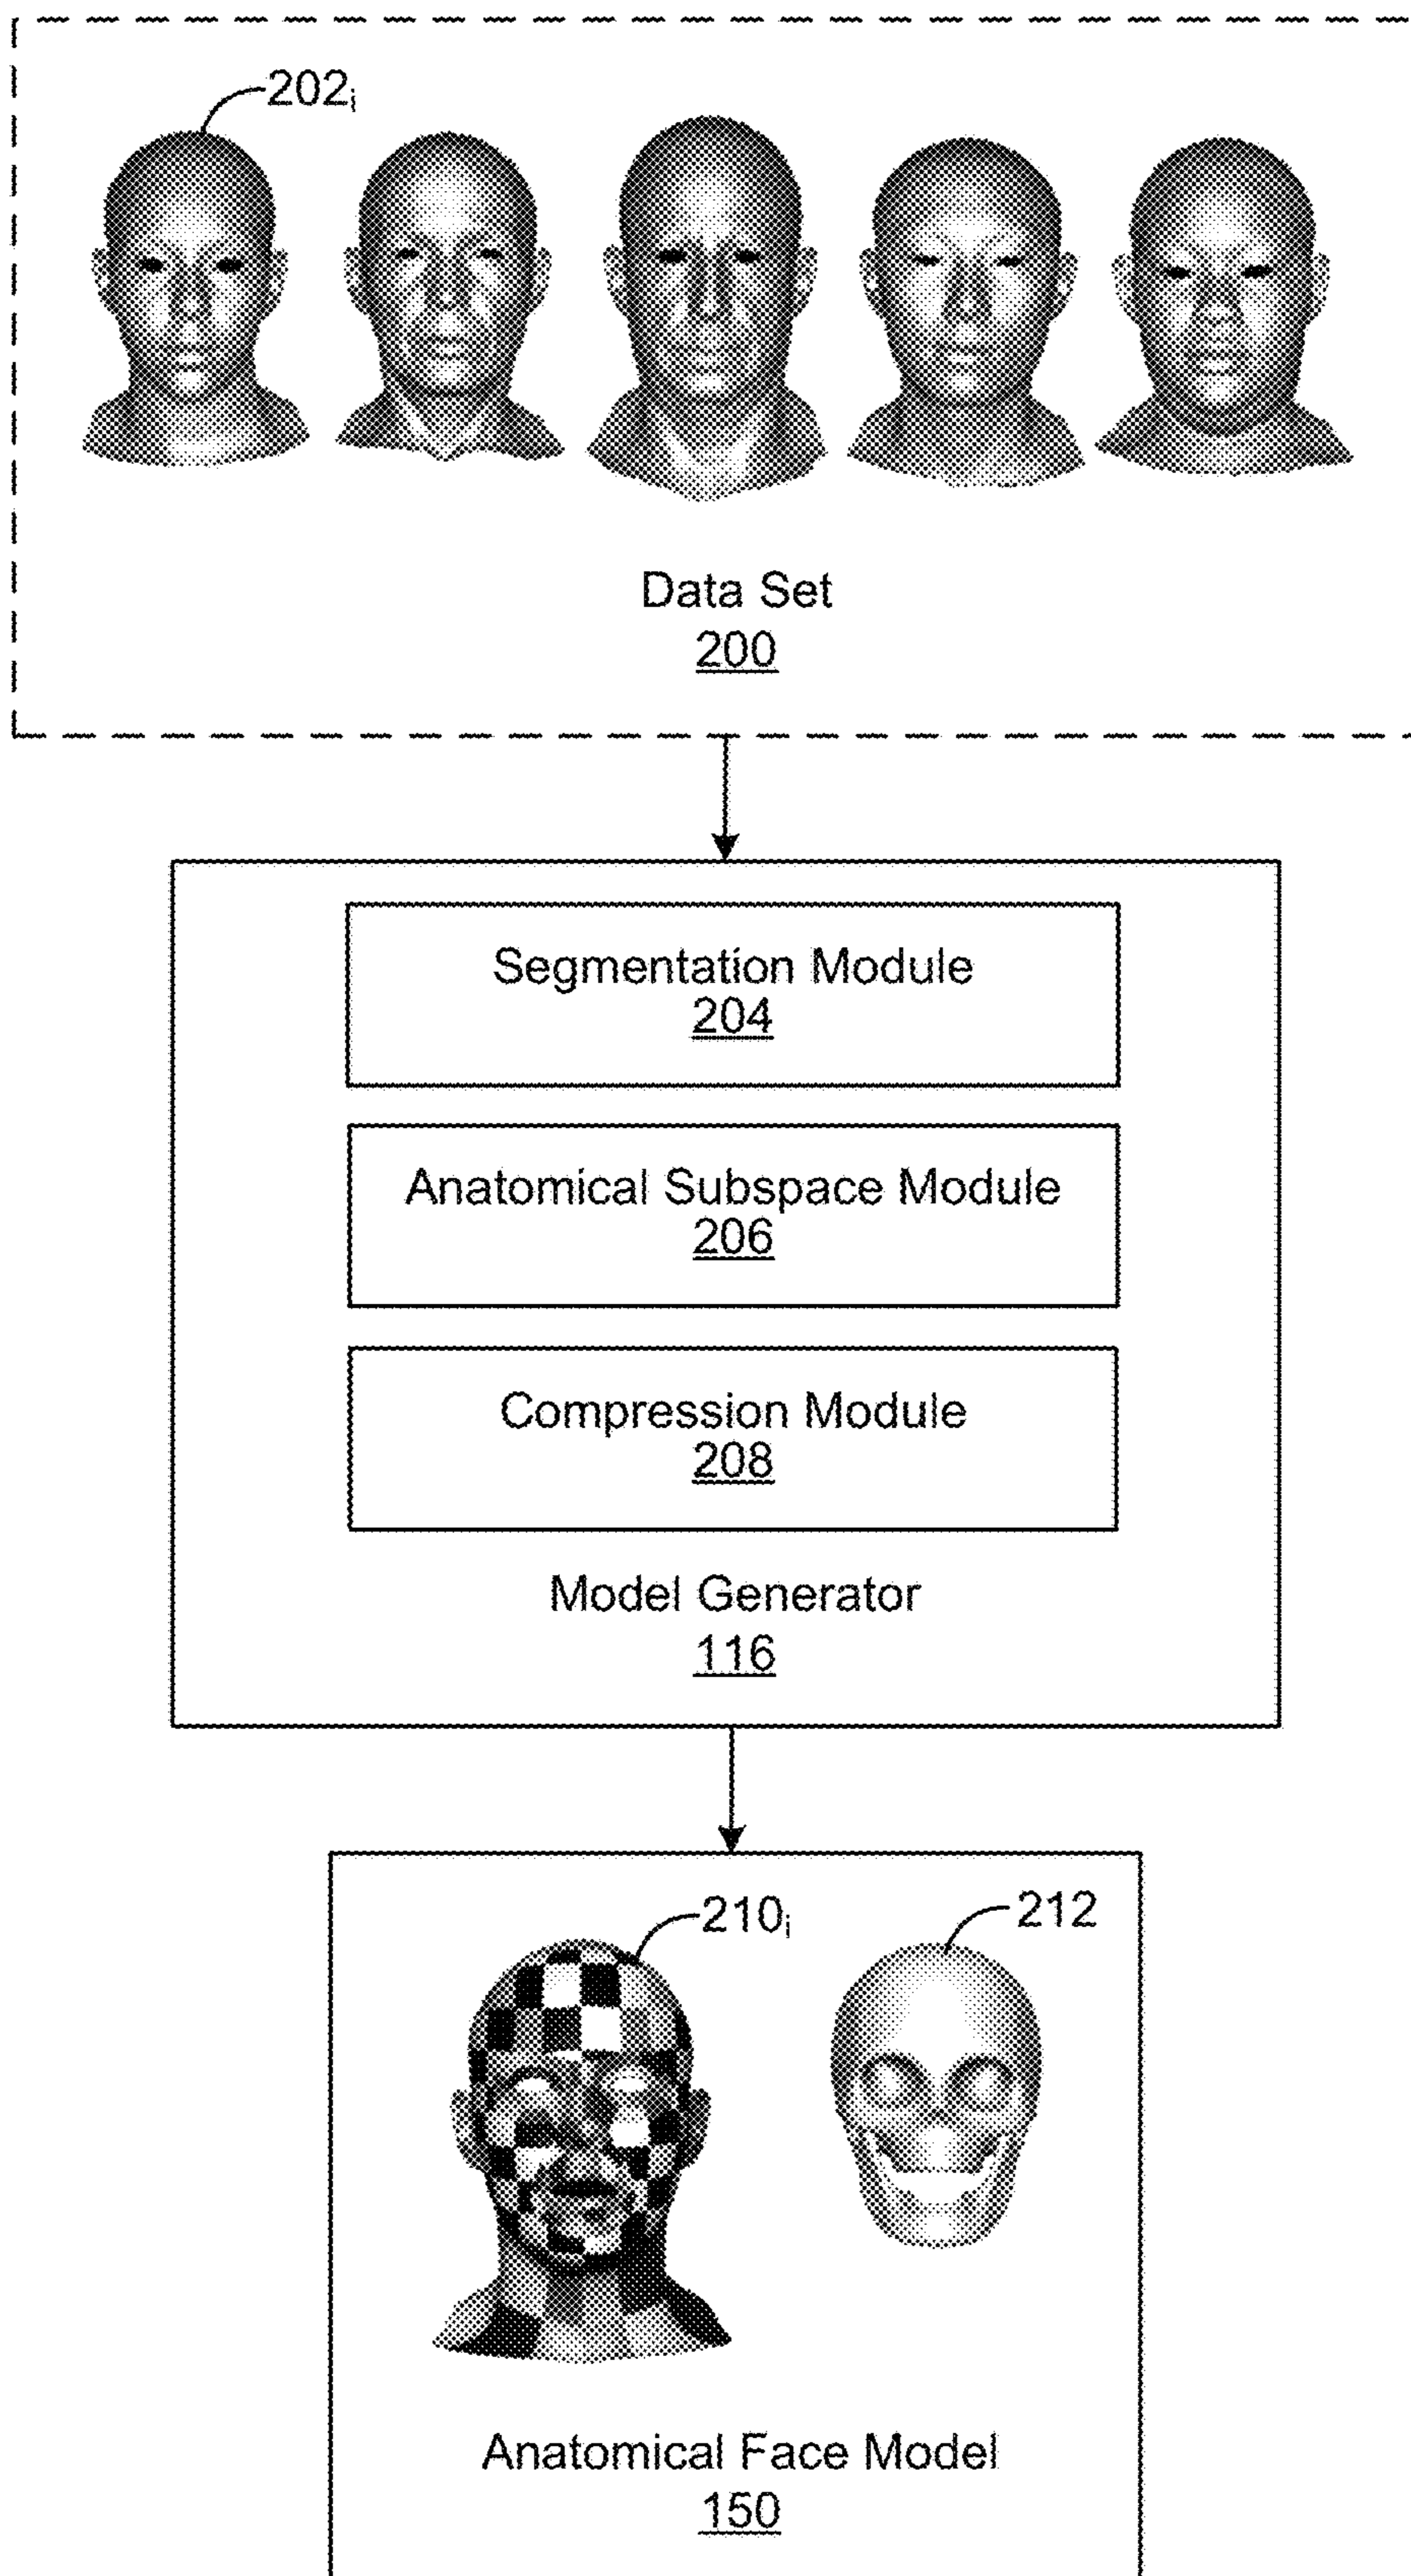 202i
Data Set
200
Segmentation Module
204
Anatomical Subspace Module
206
Compression Module
208
Model Generator
116
210i
212
Anatomical Face Model
150